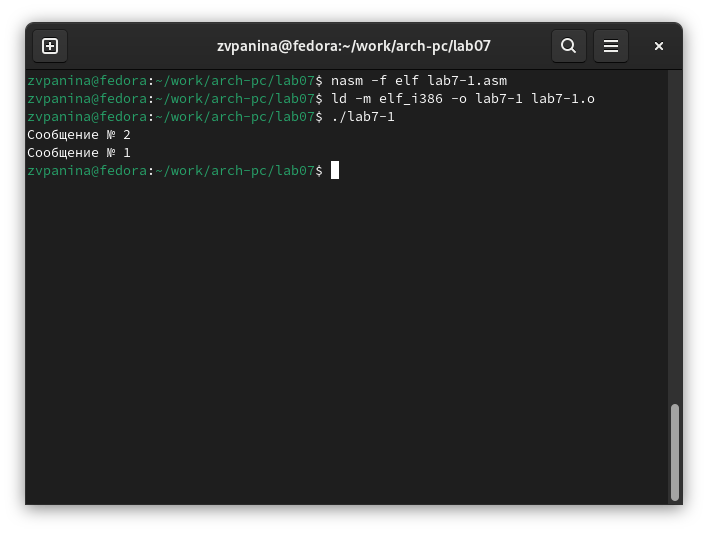 zvpanina@fedora:~/work/arch-pc/lab07
zvpanina@fedora:~/work/arch-pc/lab07$ nasm -f elf lab7-1.asm
zvpanina@fedora:~/work/arch-pc/lab07$ ld -m elf_i386 -o lab7-1 lab7-1.o
zvpanina@fedora:~/work/arch-pc/lab07$ ./lab7-1
Сообщение № 2
Сообщение № 1
zvpanina@fedora:~/work/arch-pc/lab07$